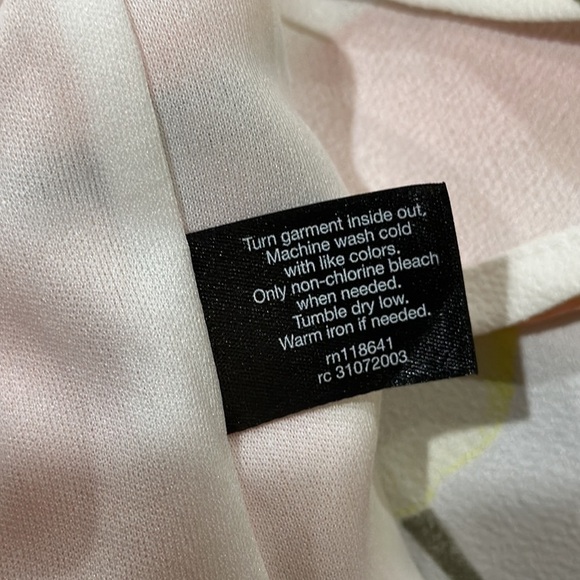 Turn garment inside out.
Machine wash cold
with like colors.
Only non-chlorine bleach
when needed.
Tumble dry low.
Warm iron if needed.
rn118641
rc 31072003